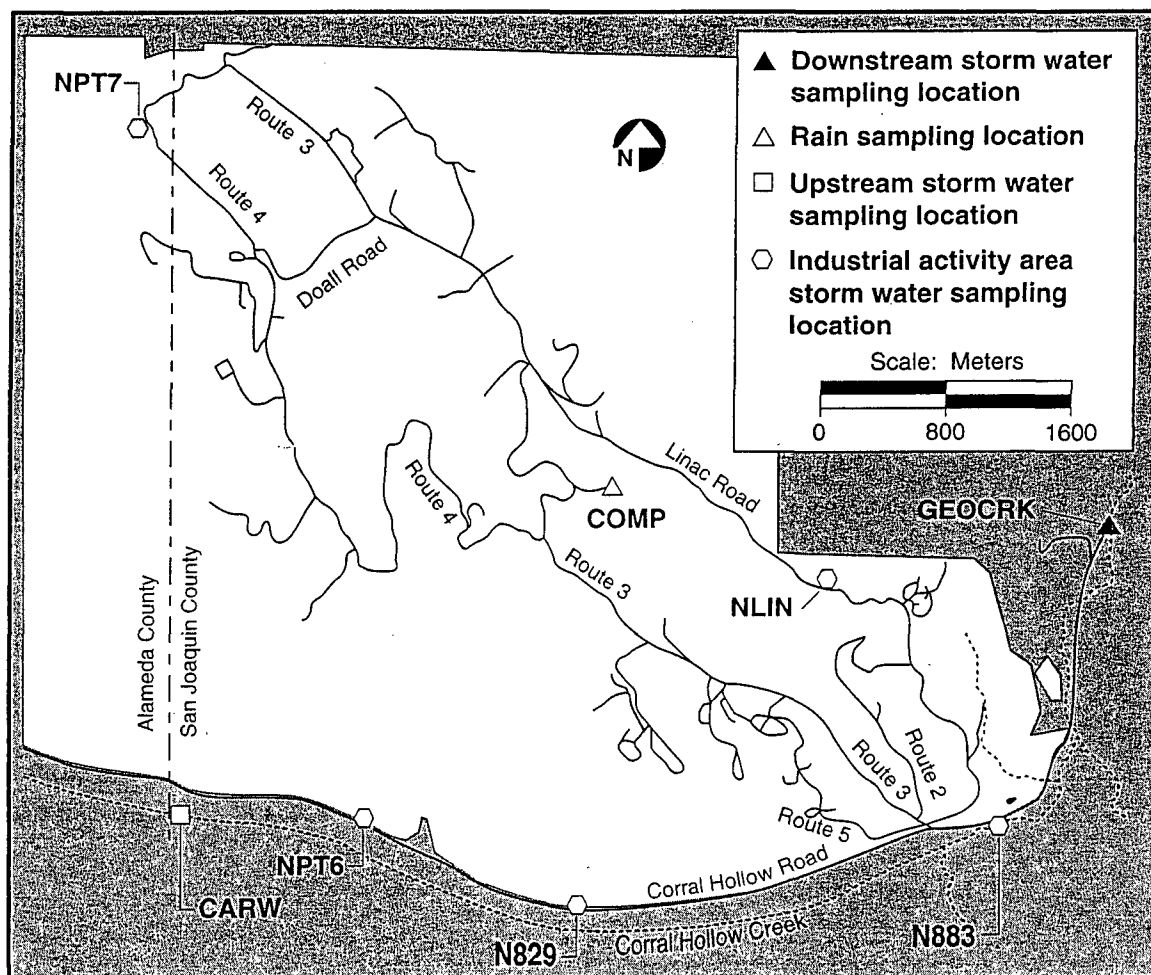 NPT7
Route 3
Route 4
Doall Road
N
Downstream storm water
sampling location
Rain sampling location
Upstream storm water
sampling location
Industrial activity area
storm water sampling
location
Scale: Meters
0 800 1600
Route 4
COMP
Linac Road
GEOCRK
Route 3
NLIN
Alameda County
San Joaquin County
Route 3
Route 2
Route 5
NPT6
CARW
Corral Hollow Road
N829
Corral Hollow Creek
N883